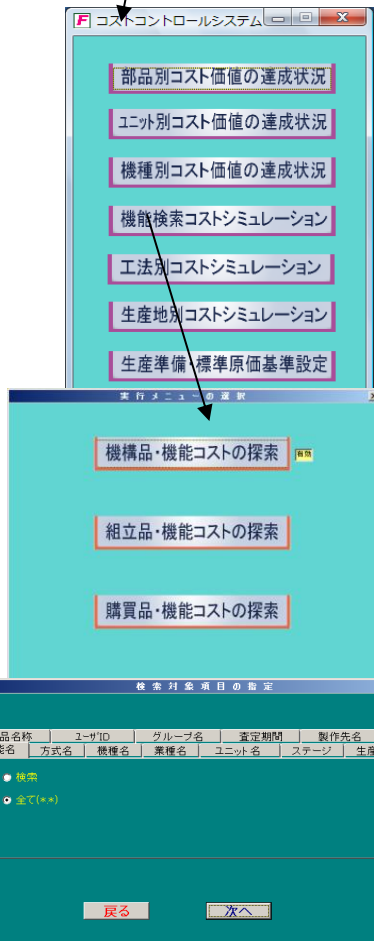 F コストコントロールシステム
部品別コスト価値の達成状況
ユニット別コスト価値の達成状況
機種別コスト価値の達成状況
機能検索コストシミュレーション
工法別コストシミュレーション
生産地別コストシミュレーション
生産準備・標準原価基準設定
実行メニューの選択
機構品・機能コストの探索 有効
組立品・機能コストの探索
購買品・機能コストの探索
検索対象項目の指定
品名称 ユーザID グループ名 査定期間 製作先名
能名 方式名 機種名 業種名 ユニット名 ステージ 生産
検索
全て(*.*)
戻る 次へ